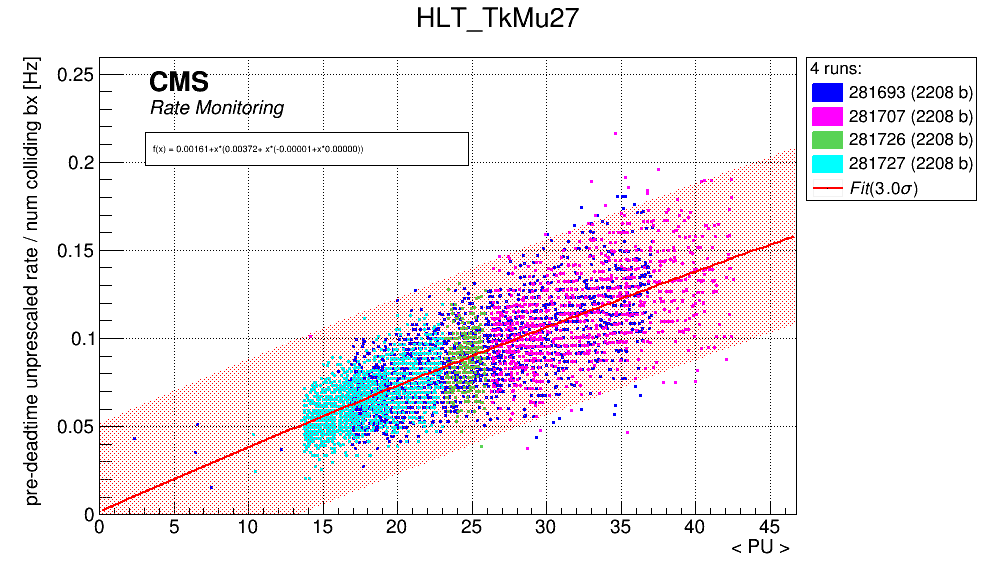 HLT_TkMu27
pre-deadtime unprescaled rate / num colliding bx [Hz]
0.25
0.2
0.15
0.1
0.05
0
CMS
Rate Monitoring
f(x) = 0.00161+x*(0.00372+ x*(-0.00001+x*0.00000))
4 runs:
281693 (2208 b)
281707 (2208 b)
281726 (2208 b)
281727 (2208 b)
Fit(3.0σ)
0 5 10 15 20 25 30 35 40 45
< PU >